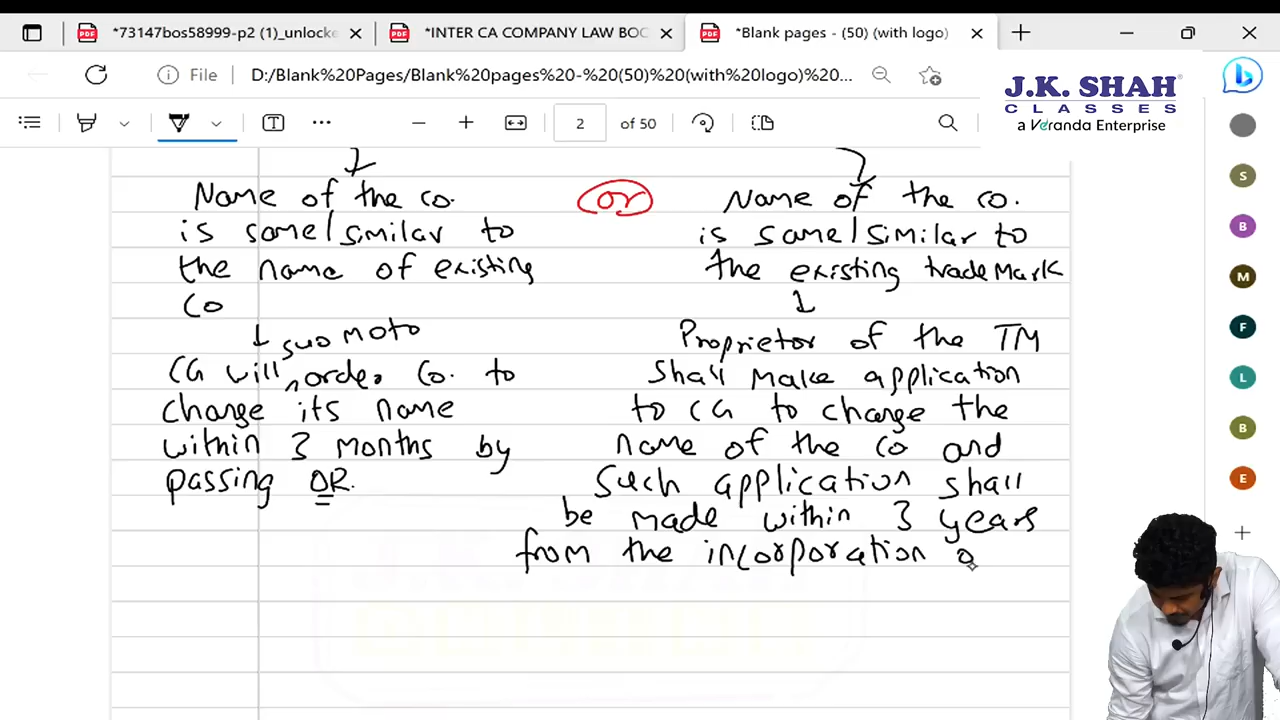 *73147bos58999-p2 (1)_unlocke
*INTER CA COMPANY LAW BOC
*Blank pages - (50) (with logo)
File
D:/Blank%20Pages/Blank%20pages%20-%20(50)%20(with%20logo)%20...
J.K. SHAH
CLASSES
a Veranda Enterprise
2 of 50
Name of the co.
is same/similar to
the name of existing
Co
or
Name of the co.
is same/similar to
the existing trade Mark
suo moto
CG will order Co. to
change its name
within 3 months by
passing OR.
Proprietor of the TM
shall make application
to CG to change the
name of the co and
Such application shall
be made within 3 years
from the incorporation o
S
B
M
F
L
B
E